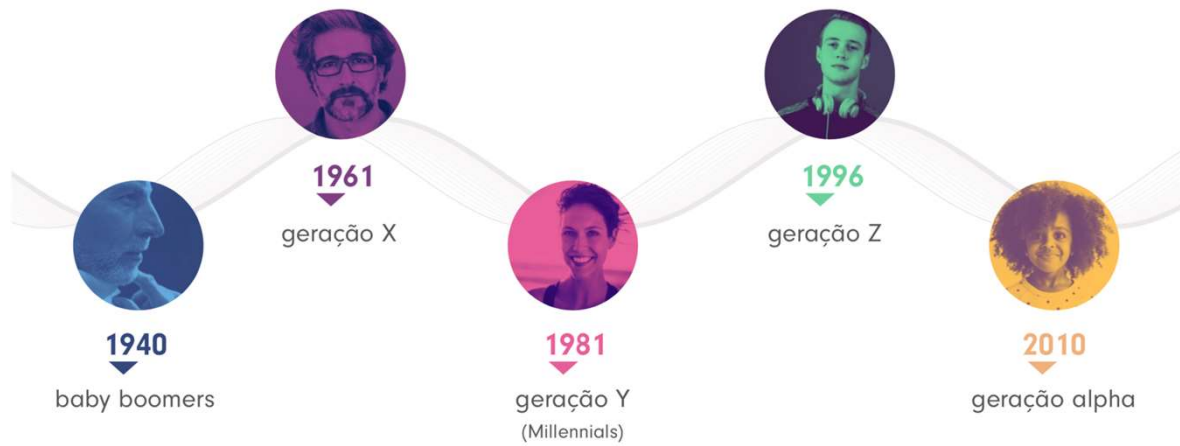 1940
baby boomers
1961
geração X
1981
geração Y
(Millennials)
1996
geração Z
2010
geração alpha